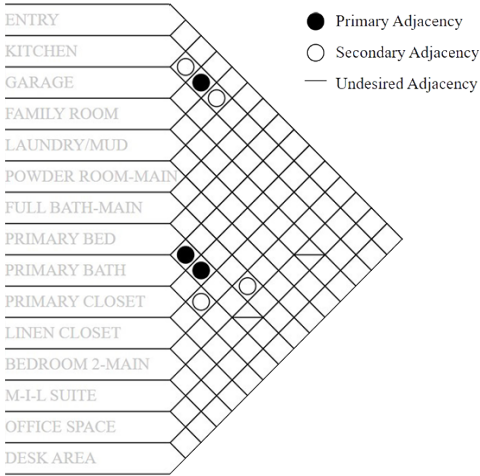 ENTRY
Primary Adjacency
KITCHEN
Secondary Adjacency
GARAGE
Undesired Adjacency
FAMILY ROOM
LAUNDRY/MUD
POWDER ROOM-MAIN
FULL BATH-MAIN
PRIMARY BED
PRIMARY BATH
PRIMARY CLOSET
LINEN CLOSET
BEDROOM 2-MAIN
M-I-L SUITE
OFFICE SPACE
DESK AREA